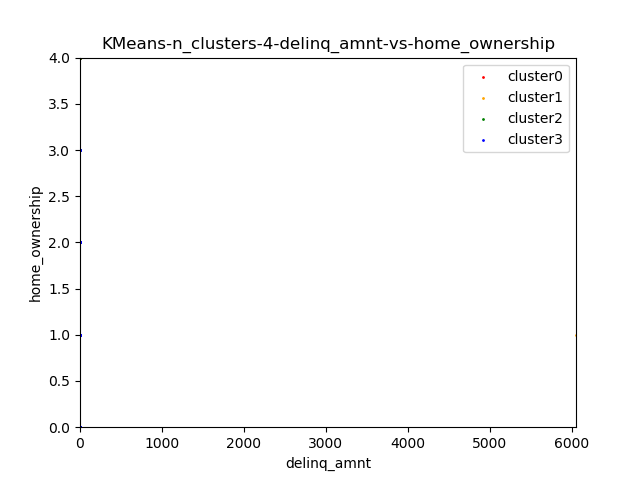 KMeans-n_clusters-4-delinq_amnt-vs-home_ownership
4.0
3.5
3.0
2.5
2.0
1.5
1.0
0.5
0.0
home_ownership
cluster0
cluster1
cluster2
cluster3
0
1000
2000
3000
4000
5000
6000
delinq_amnt